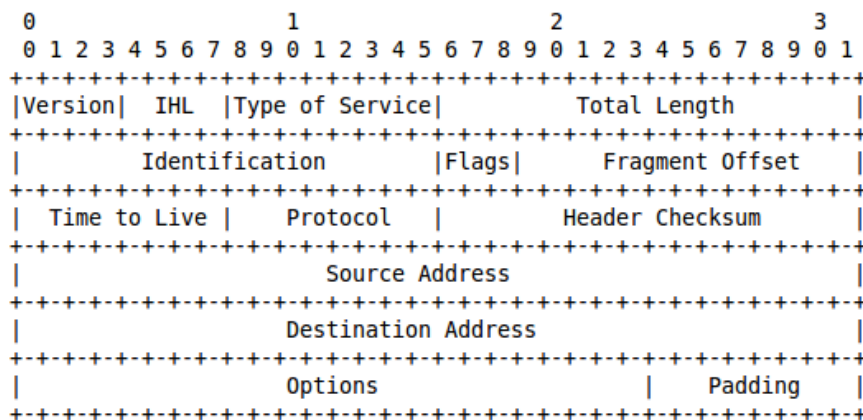 0                   1                   2                   3
 0 1 2 3 4 5 6 7 8 9 0 1 2 3 4 5 6 7 8 9 0 1 2 3 4 5 6 7 8 9 0 1
+-+-+-+-+-+-+-+-+-+-+-+-+-+-+-+-+-+-+-+-+-+-+-+-+-+-+-+-+-+-+-+-+
|Version|  IHL  |Type of Service|          Total Length         |
+-+-+-+-+-+-+-+-+-+-+-+-+-+-+-+-+-+-+-+-+-+-+-+-+-+-+-+-+-+-+-+-+
|         Identification        |Flags|      Fragment Offset    |
+-+-+-+-+-+-+-+-+-+-+-+-+-+-+-+-+-+-+-+-+-+-+-+-+-+-+-+-+-+-+-+-+
|  Time to Live |    Protocol   |         Header Checksum       |
+-+-+-+-+-+-+-+-+-+-+-+-+-+-+-+-+-+-+-+-+-+-+-+-+-+-+-+-+-+-+-+-+
|                       Source Address                          |
+-+-+-+-+-+-+-+-+-+-+-+-+-+-+-+-+-+-+-+-+-+-+-+-+-+-+-+-+-+-+-+-+
|                    Destination Address                        |
+-+-+-+-+-+-+-+-+-+-+-+-+-+-+-+-+-+-+-+-+-+-+-+-+-+-+-+-+-+-+-+-+
|                    Options                    |    Padding    |
+-+-+-+-+-+-+-+-+-+-+-+-+-+-+-+-+-+-+-+-+-+-+-+-+-+-+-+-+-+-+-+-+